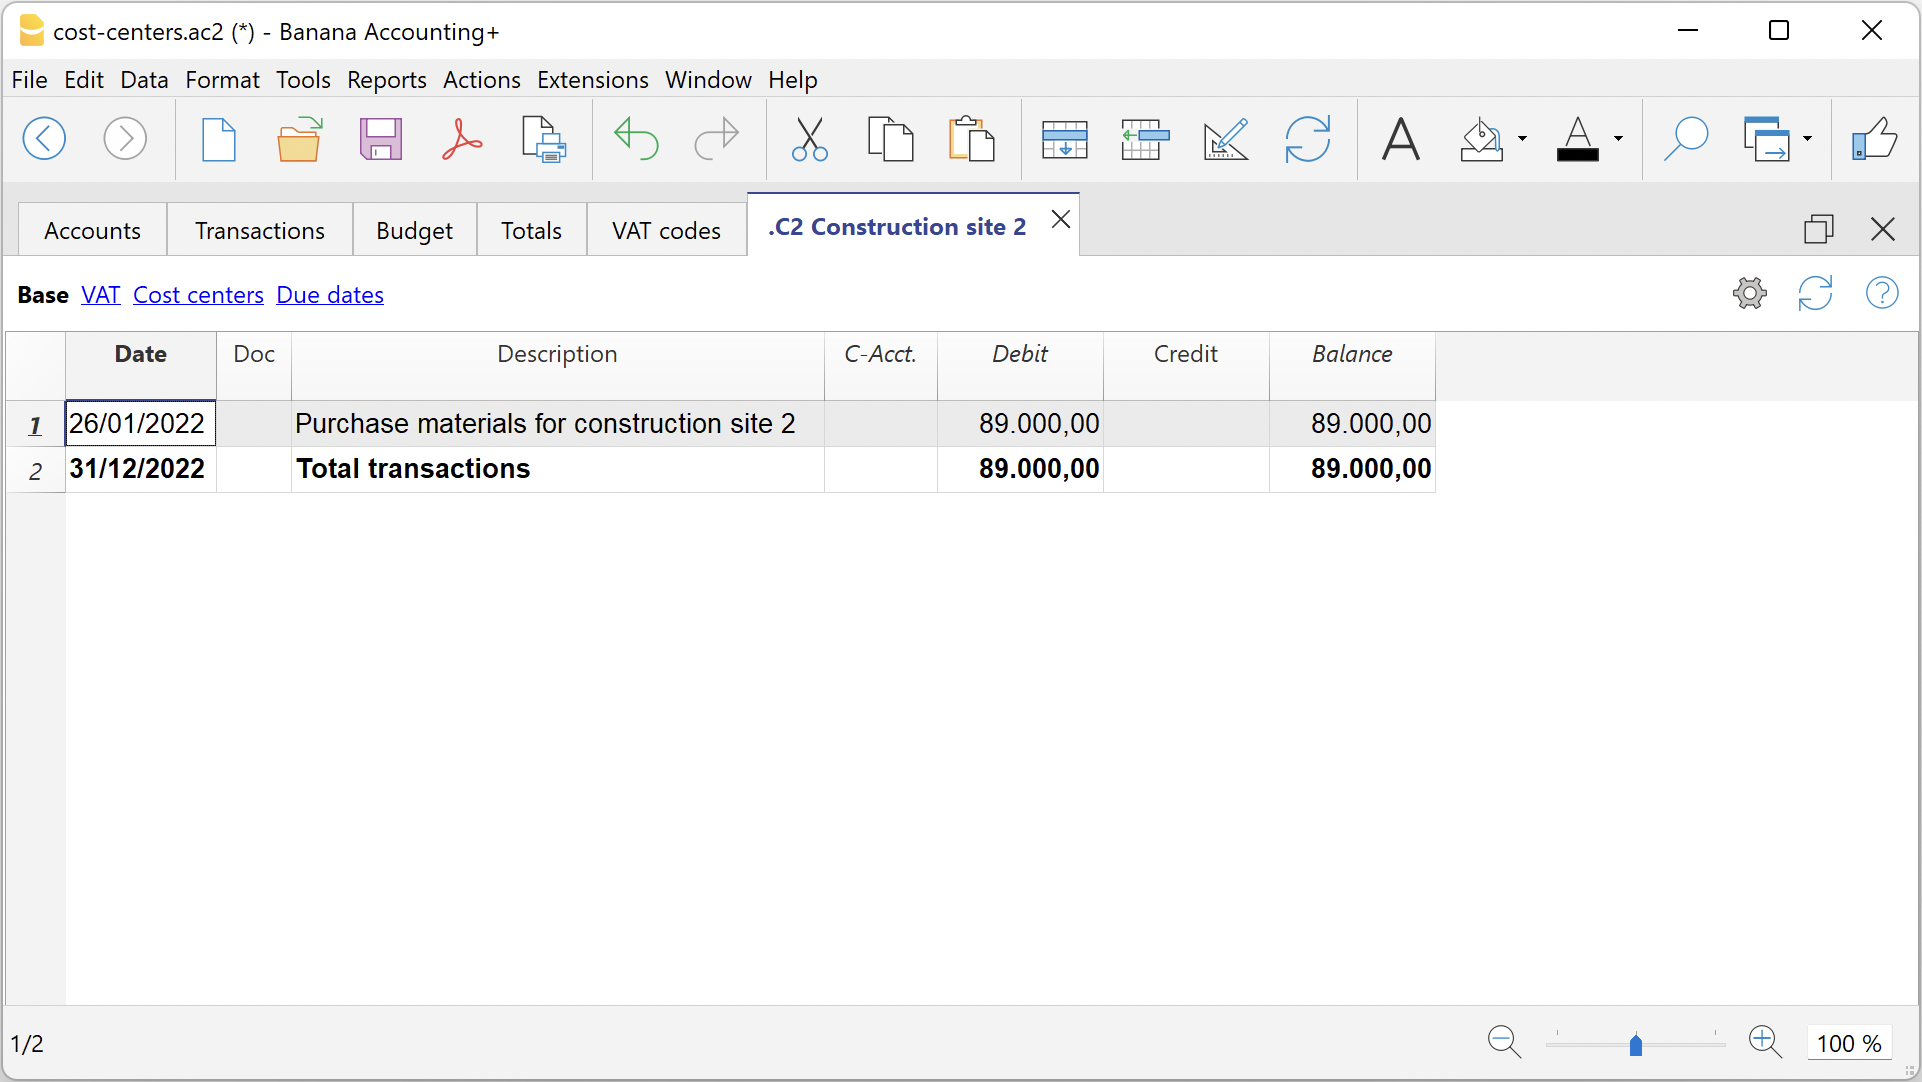 cost-centers.ac2 (*) - Banana Accounting+
File Edit Data Format Tools Reports Actions Extensions Window Help
Accounts Transactions Budget Totals VAT codes .C2 Construction site 2
Base VAT Cost centers Due dates
Date Doc Description C-Acct. Debit Credit Balance
1 26/01/2022 Purchase materials for construction site 2 89.000,00 89.000,00
2 31/12/2022 Total transactions 89.000,00 89.000,00
1/2 100 %